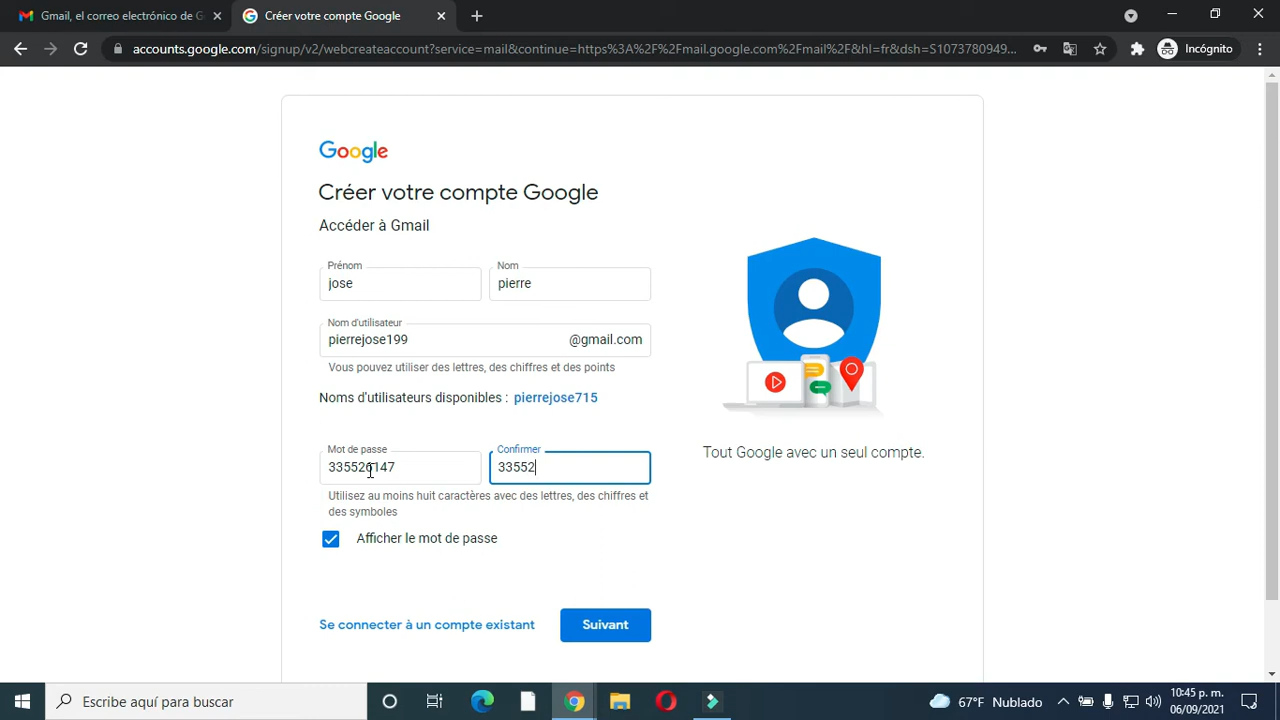 Gmail, el correo electrónico de G
Créer votre compte Google
accounts.google.com/signup/v2/webcreateaccount?service=mail&continue=https%3A%2F%2Fmail.google.com%2Fmail%2F&hl=fr&dsh=S1073780949...
Incógnito
Google
Créer votre compte Google
Accéder à Gmail
Prénom
Nom
jose
pierre
Nom d'utilisateur
pierrejose199
@gmail.com
Vous pouvez utiliser des lettres, des chiffres et des points
Noms d'utilisateurs disponibles : pierrejose715
Mot de passe
Confirmer
335526147
33552
Utilisez au moins huit caractères avec des lettres, des chiffres et
des symboles
Afficher le mot de passe
Se connecter à un compte existant
Suivant
Tout Google avec un seul compte.
Escribe aquí para buscar
67°F Nublado
10:45 p. m.
06/09/2021